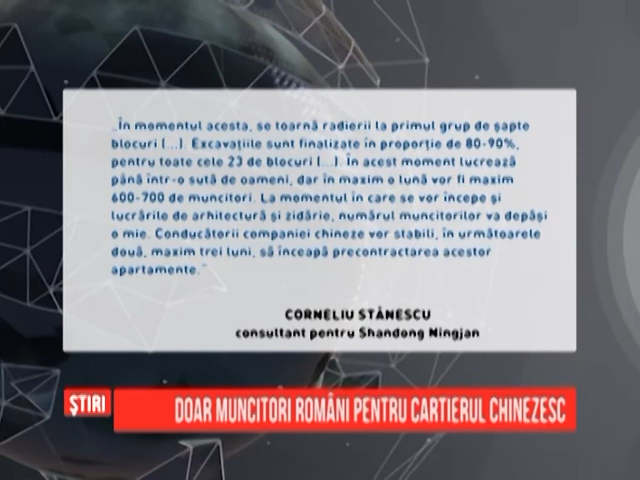 „În momentul acesta, se toarnă radierii la primul grup de șapte
blocuri [...]. Excavațiile sunt finalizate în proporție de 80-90%,
pentru toate cele 23 de blocuri [...]. În acest moment lucrează
până într-o sută de oameni, dar în maxim o lună vor fi maxim
600-700 de muncitori. La momentul în care se vor începe și
lucrările de arhitectură și zidărie, numărul muncitorilor va depăși
o mie. Conducătorii companiei chineze vor stabili, în următoarele
două, maxim trei luni, să înceapă precontractarea acestor
apartamente.”
CORNELIU STĂNESCU
consultant pentru Shandong Ningjan
ȘTIRI
DOAR MUNCITORI ROMÂNI PENTRU CARTIERUL CHINEZESC